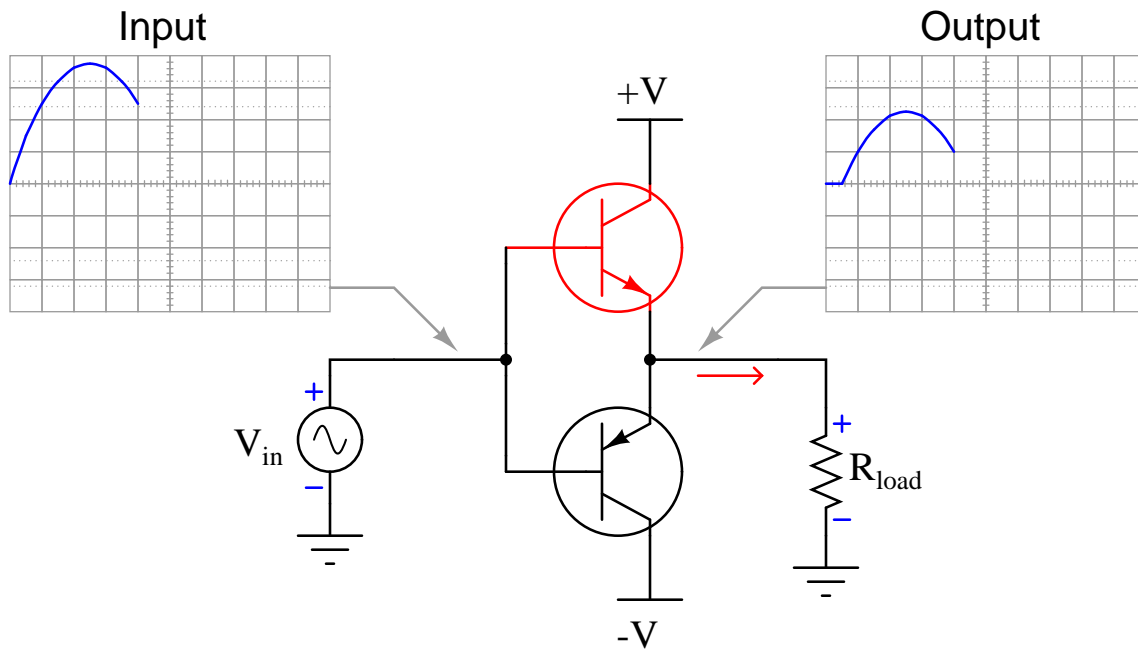 Input
Output
+V
+
V_in
−
+
R_load
−
-V